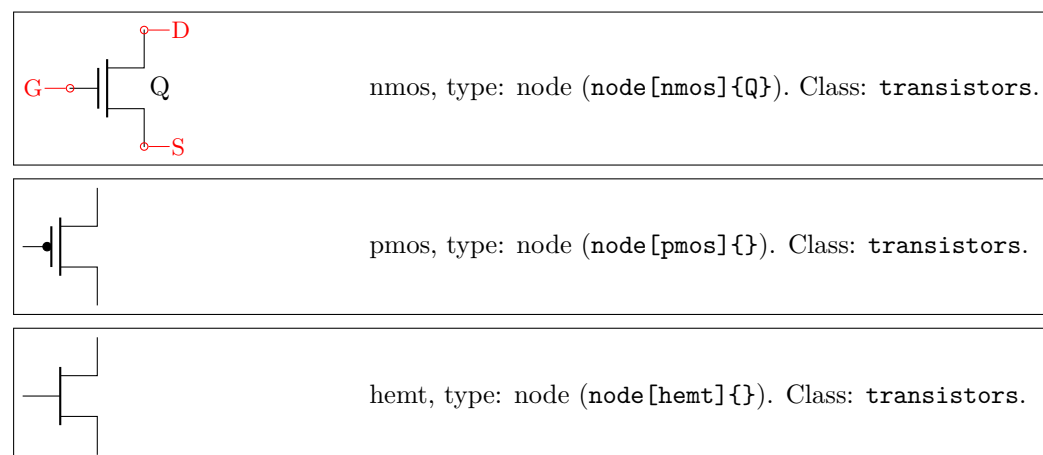 D
G
Q
S
nmos, type: node (node[nmos]{Q}). Class: transistors.
pmos, type: node (node[pmos]{}). Class: transistors.
hemt, type: node (node[hemt]{}). Class: transistors.